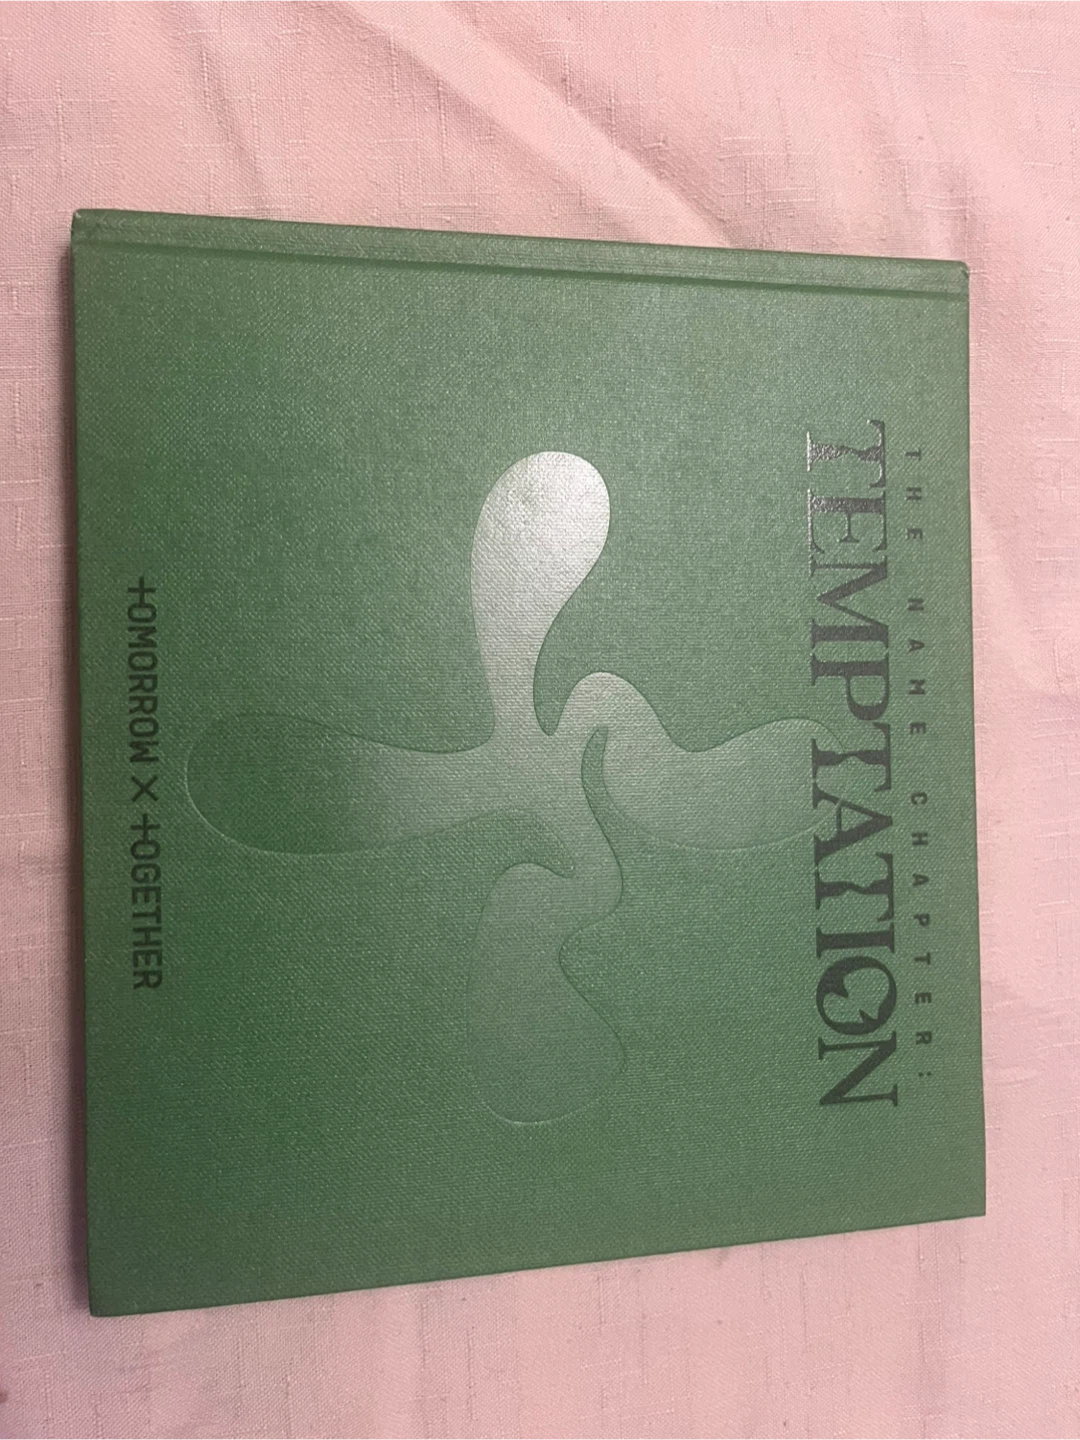 THE NAME CHAPTER:
TEMPTATION
TOMORROW X TOGETHER